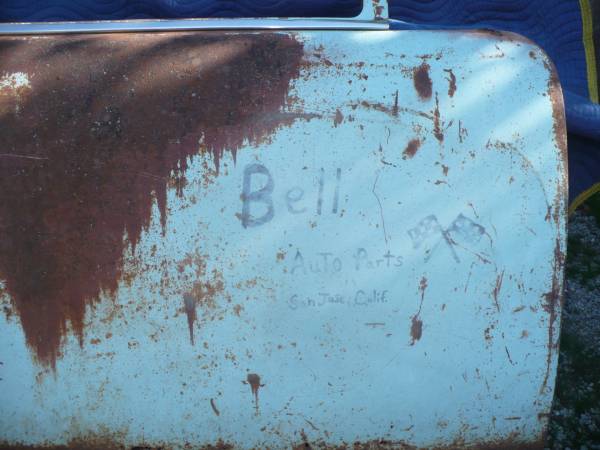 Bell
Auto Parts
San Jose, Calif.